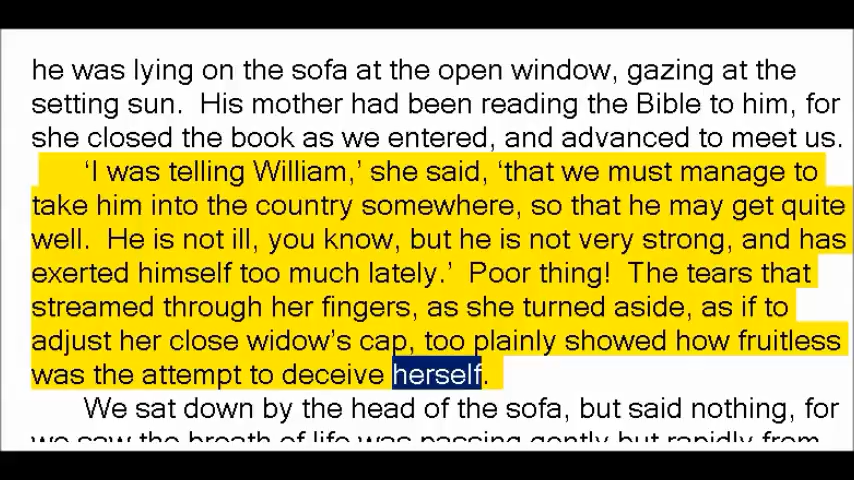 he was lying on the sofa at the open window, gazing at the
setting sun.  His mother had been reading the Bible to him, for
she closed the book as we entered, and advanced to meet us.
‘I was telling William,’ she said, ‘that we must manage to
take him into the country somewhere, so that he may get quite
well.  He is not ill, you know, but he is not very strong, and has
exerted himself too much lately.’  Poor thing!  The tears that
streamed through her fingers, as she turned aside, as if to
adjust her close widow’s cap, too plainly showed how fruitless
was the attempt to deceive herself.
We sat down by the head of the sofa, but said nothing, for
we saw the breath of life was passing gently but rapidly from